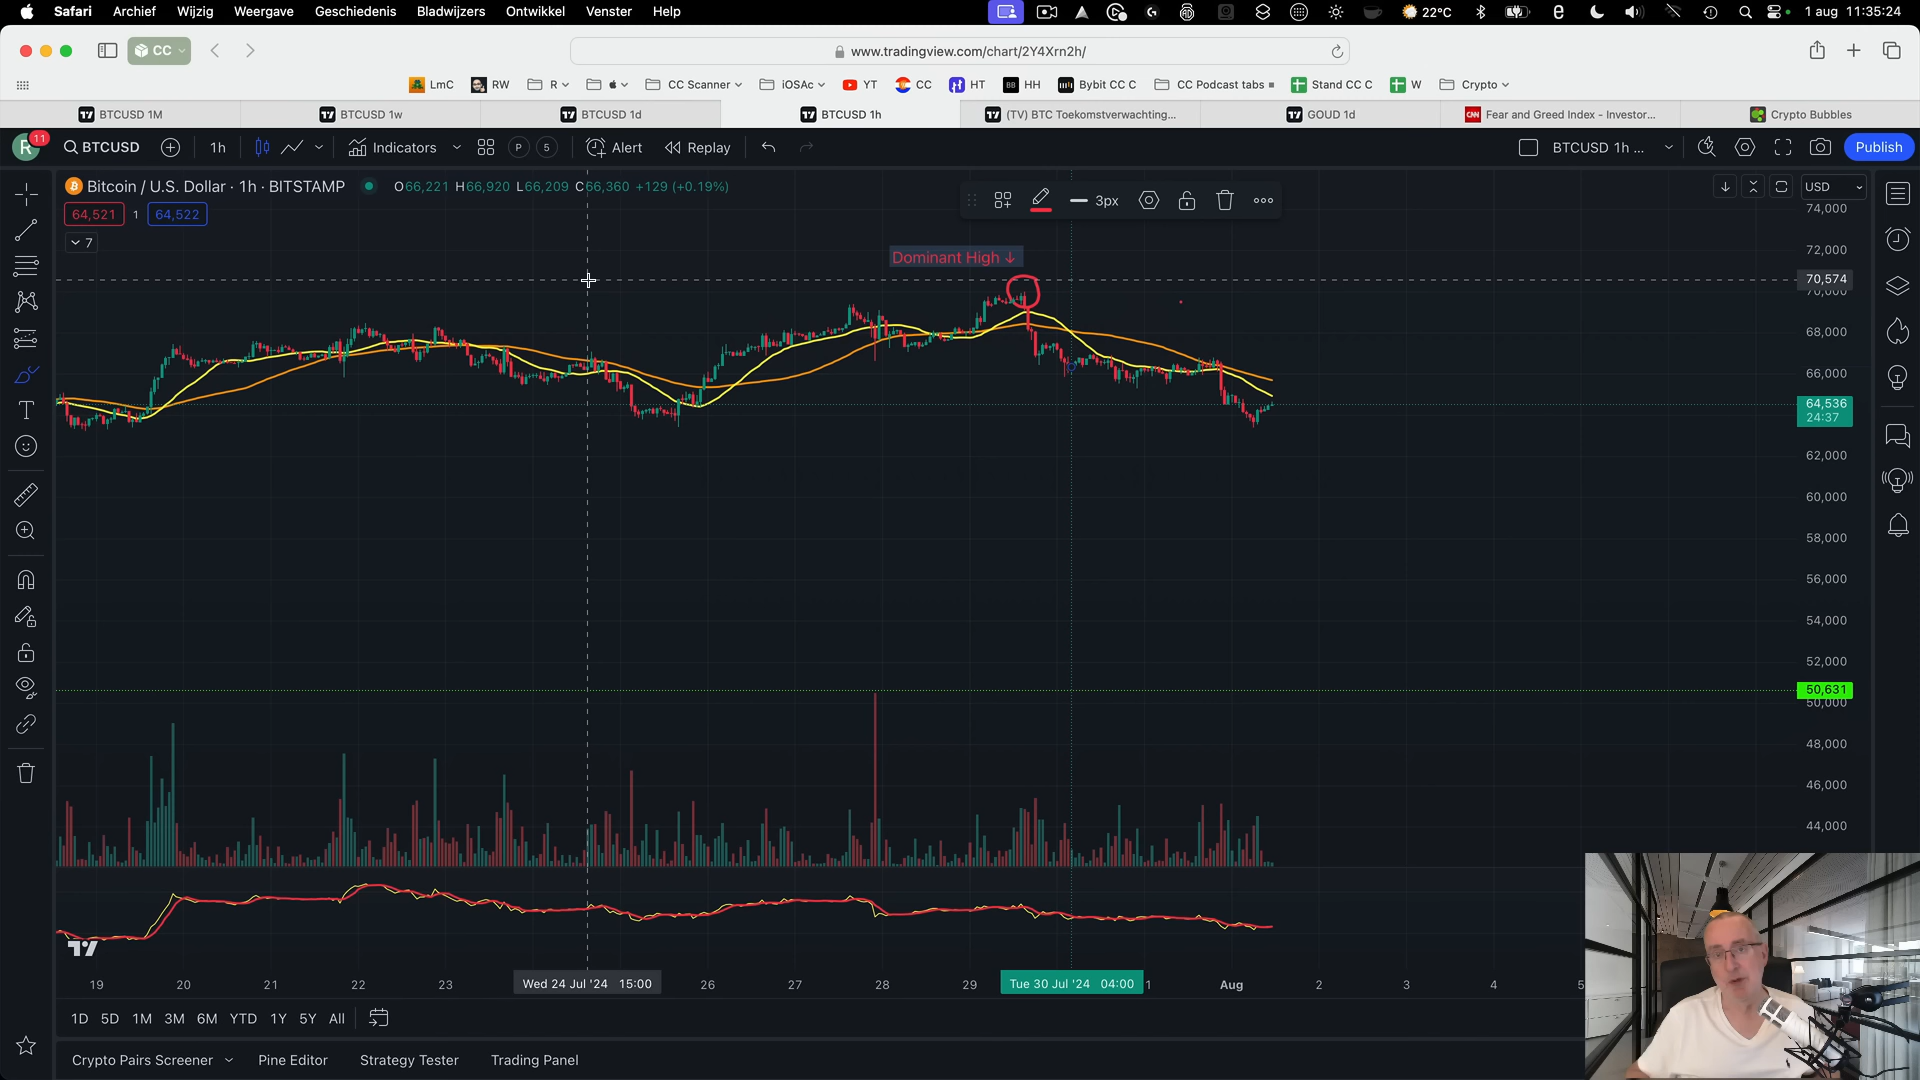 Safari Archief Wijzig Weergave Geschiedenis Bladwijzers Ontwikkel Venster Help 22°C 1 aug 11:35:24
CC www.tradingview.com/chart/2Y4Xrn2h/
LmC RW R CC Scanner iOSAc YT CC HT HH Bybit CC C CC Podcast tabs Stand CC C W Crypto
BTCUSD 1M BTCUSD 1w BTCUSD 1d BTCUSD 1h (TV) BTC Toekomstverwachting... GOUD 1d Fear and Greed Index - Investor... Crypto Bubbles
R 11 BTCUSD 1h Indicators P 5 Alert Replay BTCUSD 1h ... Publish
Bitcoin / U.S. Dollar · 1h · BITSTAMP O66,221 H66,920 L66,209 C66,360 +129 (+0.19%)
3px
USD
64,521 1 64,522
7
Dominant High ↓
74,000
72,000
70,574
70,000
68,000
66,000
64,536
24:37
62,000
60,000
58,000
56,000
54,000
52,000
50,631
50,000
48,000
46,000
44,000
19 20 21 22 23 Wed 24 Jul '24 15:00 26 27 28 29 Tue 30 Jul '24 04:00 1 Aug 2 3 4 5
1D 5D 1M 3M 6M YTD 1Y 5Y All
Crypto Pairs Screener Pine Editor Strategy Tester Trading Panel